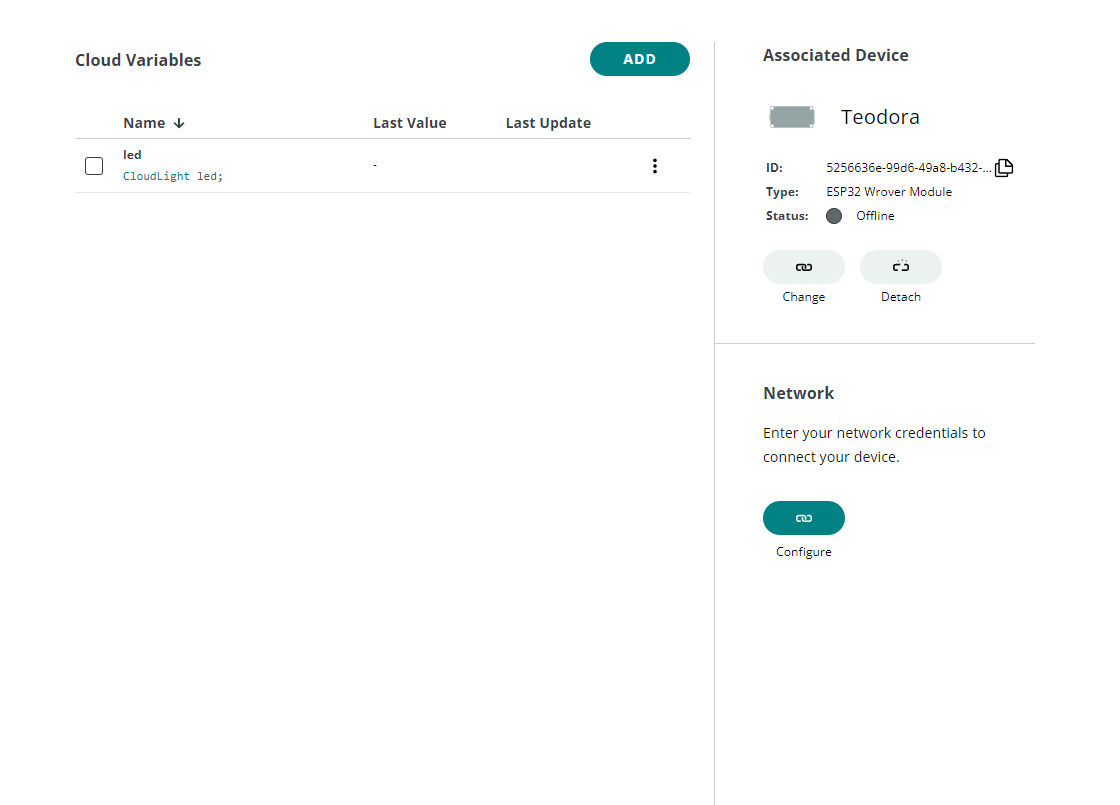 Cloud Variables
ADD
Name Last Value Last Update
led
CloudLight led;
-
Associated Device
Teodora
ID: 5256636e-99d6-49a8-b432-...
Type: ESP32 Wrover Module
Status: Offline
Change Detach
Network
Enter your network credentials to
connect your device.
Configure